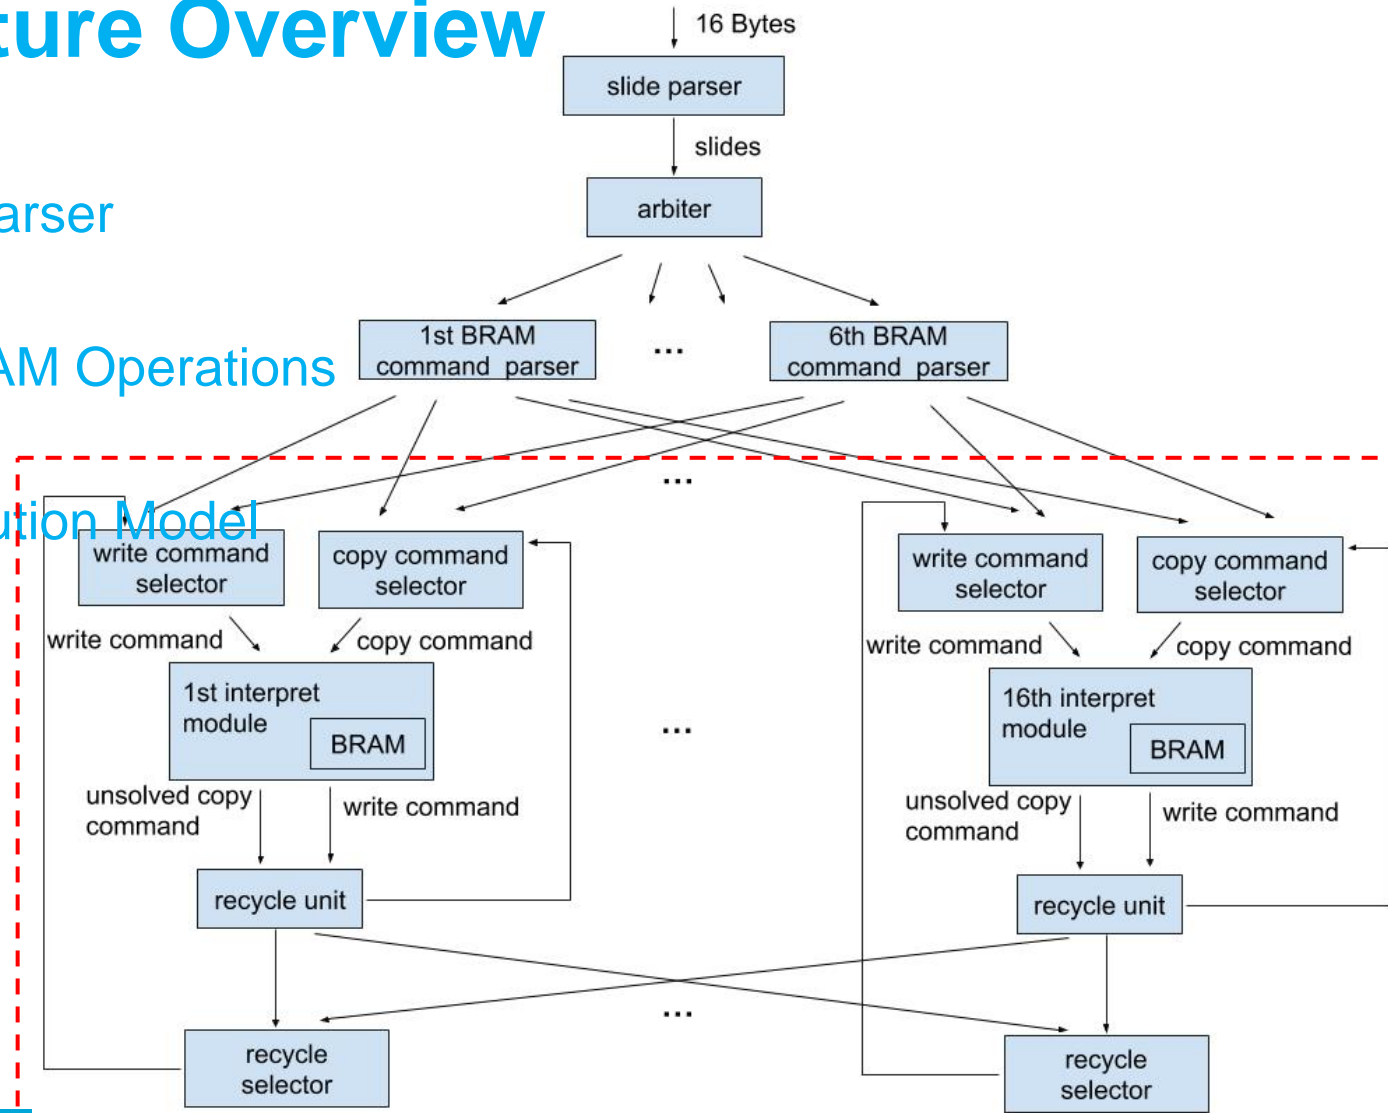 ture Overview
16 Bytes
slide parser
slides
arbiter
arser
1st BRAM
command parser
...
6th BRAM
command parser
AM Operations
...
ution Model
write command
selector
copy command
selector
write command
selector
copy command
selector
write command
copy command
write command
copy command
1st interpret
module
BRAM
...
16th interpret
module
BRAM
unsolved copy
command
write command
unsolved copy
command
write command
recycle unit
recycle unit
...
recycle
selector
recycle
selector